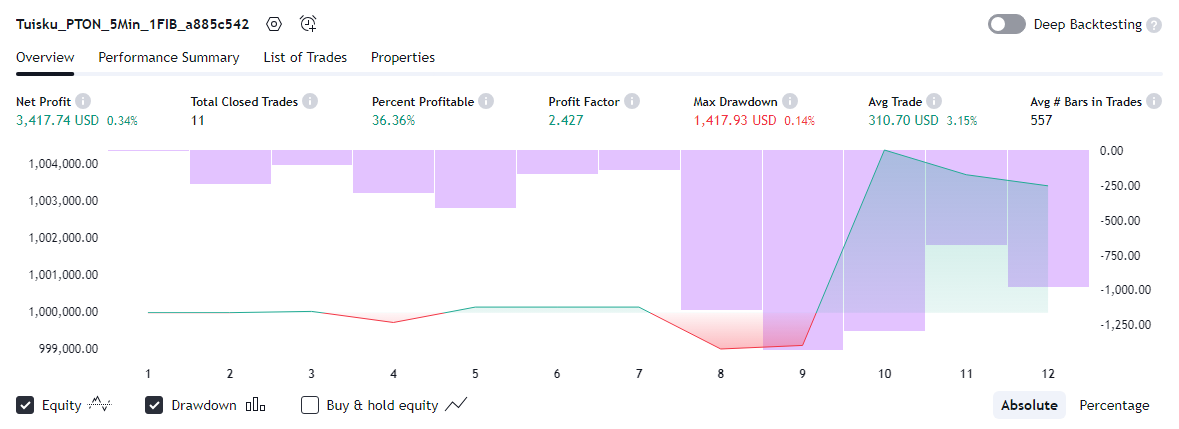 Tuisku_PTON_5Min_1FIB_a885c542 Deep Backtesting ?
Overview Performance Summary List of Trades Properties
Net Profit i Total Closed Trades i Percent Profitable i Profit Factor i Max Drawdown i Avg Trade i Avg # Bars in Trades i
3,417.74 USD 0.34% 11 36.36% 2.427 1,417.93 USD 0.14% 310.70 USD 3.15% 557
1,004,000.00 0.00
1,003,000.00 -250.00
1,002,000.00 -500.00
1,001,000.00 -750.00
1,000,000.00 -1,000.00
999,000.00 -1,250.00
1 2 3 4 5 6 7 8 9 10 11 12
Equity Drawdown Buy & hold equity Absolute Percentage